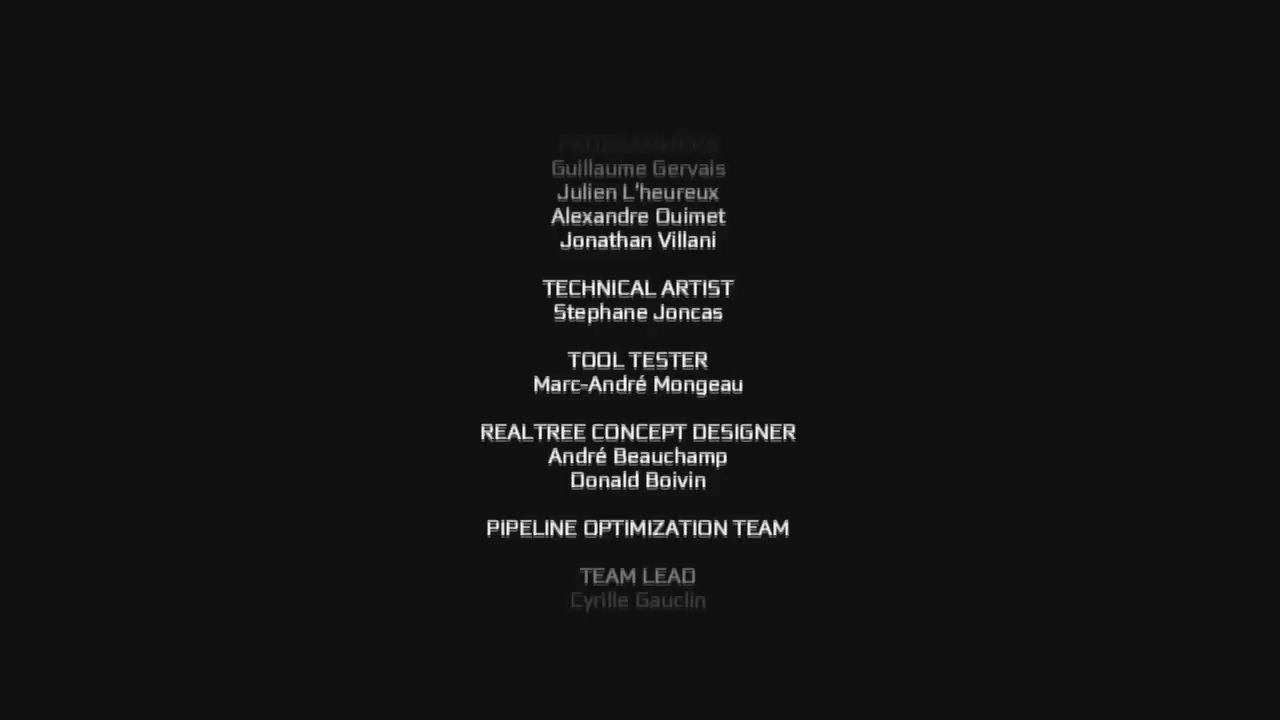 PROGRAMMERS
Guillaume Gervais
Julien L'heureux
Alexandre Ouimet
Jonathan Villani
TECHNICAL ARTIST
Stephane Joncas
TOOL TESTER
Marc-André Mongeau
REALTREE CONCEPT DESIGNER
André Beauchamp
Donald Boivin
PIPELINE OPTIMIZATION TEAM
TEAM LEAD
Cyrille Gauclin